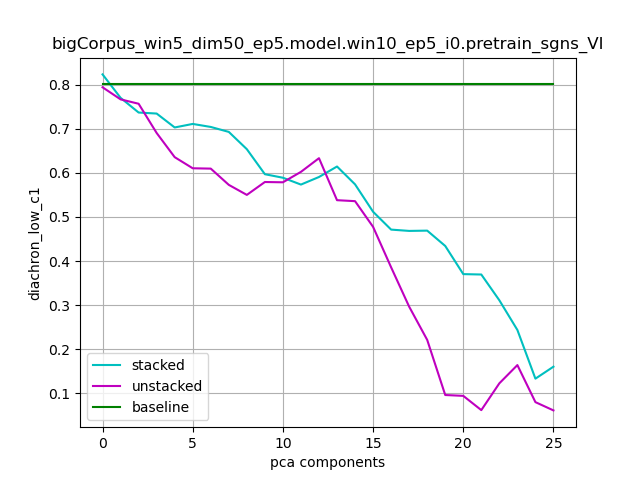 bigCorpus_win5_dim50_ep5.model.win10_ep5_i0.pretrain_sgns_VI
0.8
0.7
0.6
0.5
0.4
0.3
0.2
0.1
diachron_low_c1
stacked
unstacked
baseline
0 5 10 15 20 25
pca components